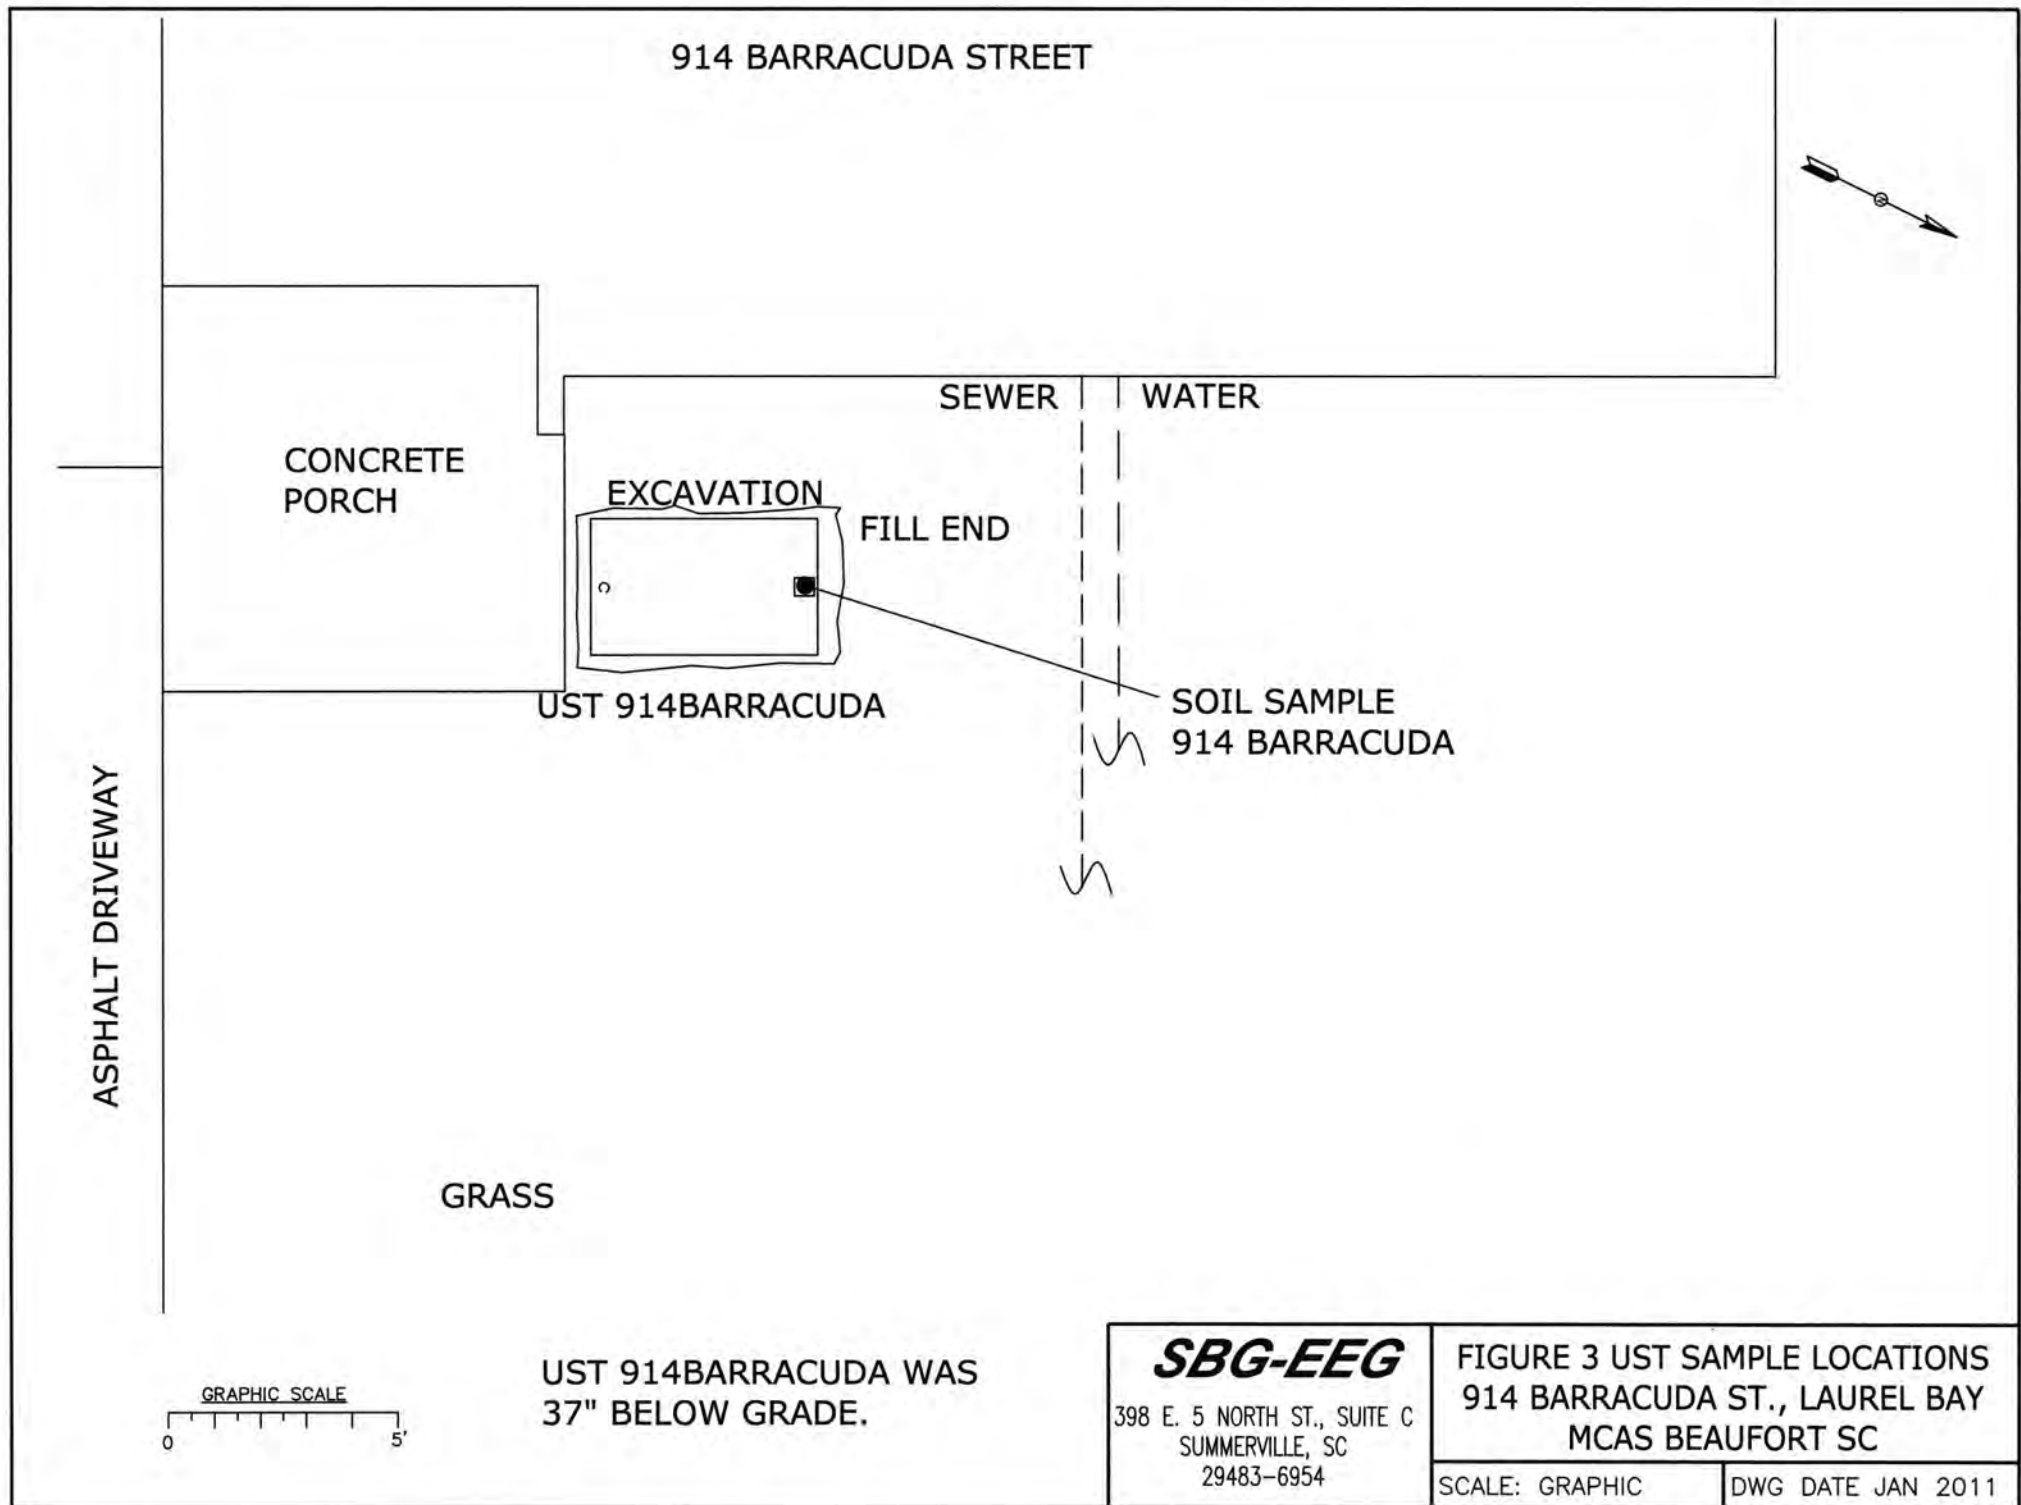 914 BARRACUDA STREET
SEWER
WATER
CONCRETE
PORCH
EXCAVATION
FILL END
C
UST 914BARRACUDA
SOIL SAMPLE
914 BARRACUDA
ASPHALT DRIVEWAY
GRASS
GRAPHIC SCALE
0 5'
UST 914BARRACUDA WAS
37" BELOW GRADE.
SBG-EEG
398 E. 5 NORTH ST., SUITE C
SUMMERVILLE, SC
29483-6954
FIGURE 3 UST SAMPLE LOCATIONS
914 BARRACUDA ST., LAUREL BAY
MCAS BEAUFORT SC
SCALE: GRAPHIC
DWG DATE JAN 2011